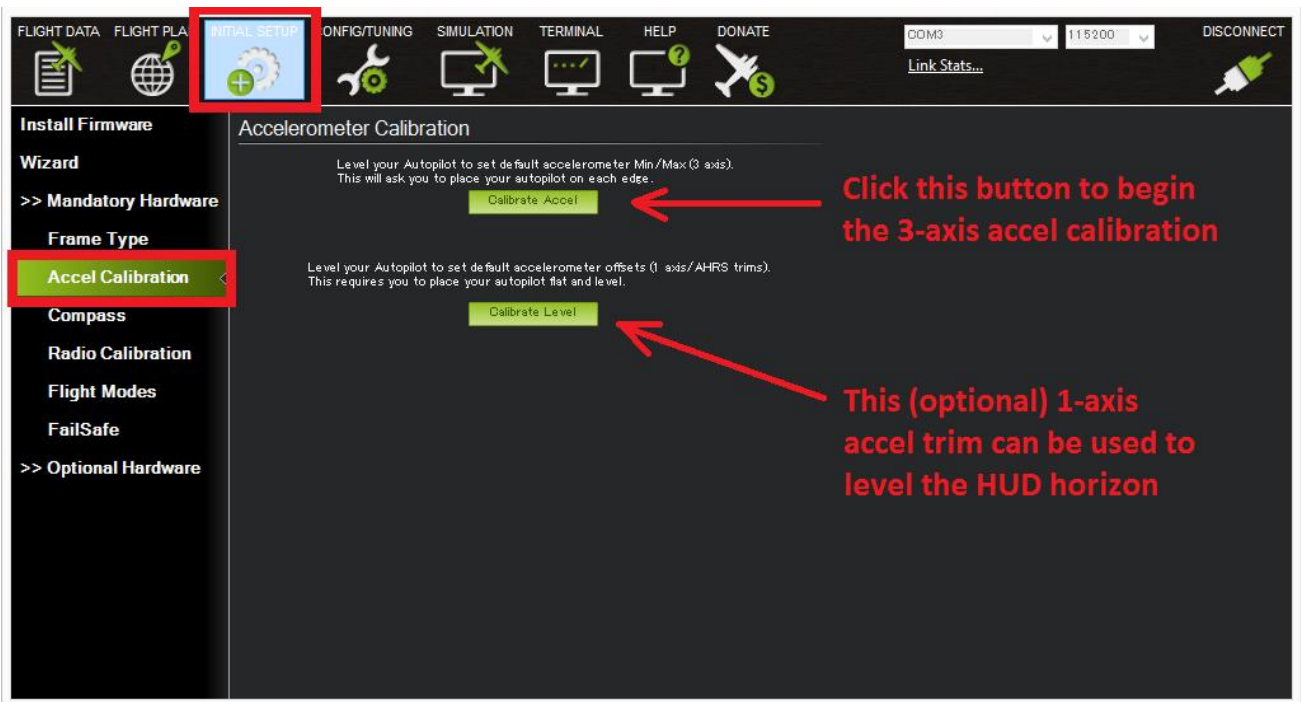 FLIGHT DATA FLIGHT PLA INITIAL SETUP CONFIG/TUNING SIMULATION TERMINAL HELP DONATE COM3 115200 DISCONNECT
Link Stats...
Install Firmware
Wizard
>> Mandatory Hardware
Frame Type
Accel Calibration
Compass
Radio Calibration
Flight Modes
FailSafe
>> Optional Hardware
Accelerometer Calibration
Level your Autopilot to set default accelerometer Min/Max (3 axis).
This will ask you to place your autopilot on each edge.
Calibrate Accel
Click this button to begin
the 3-axis accel calibration
Level your Autopilot to set default accelerometer offsets (1 axis/AHRS trims).
This requires you to place your autopilot flat and level.
Calibrate Level
This (optional) 1-axis
accel trim can be used to
level the HUD horizon